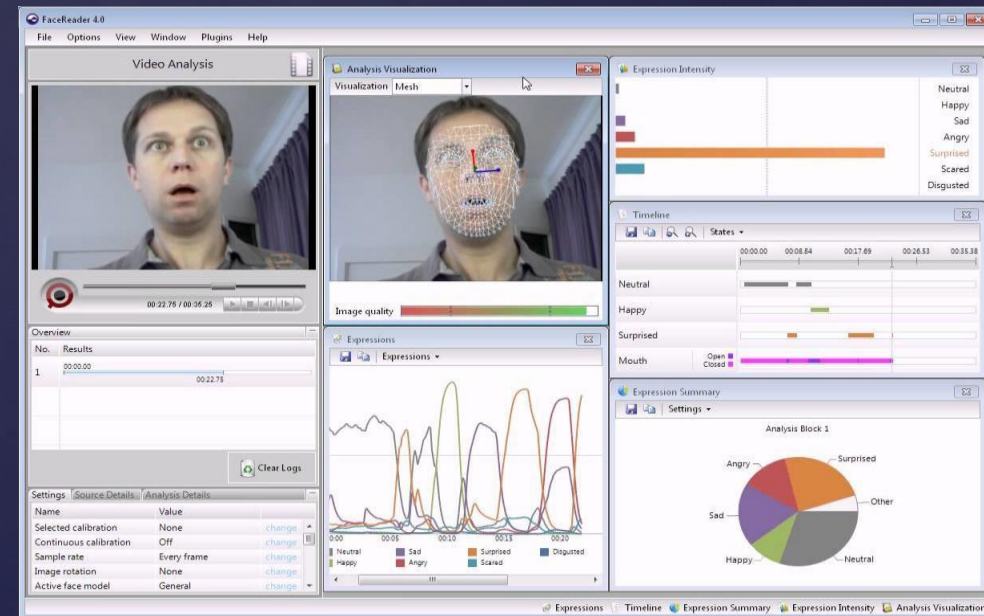 FaceReader 4.0
File Options View Window Plugins Help
Video Analysis
00:22.76 / 00:35.25
Overview
No. Results
1 00:00.00
00:22.75
Clear Logs
Settings Source Details Analysis Details
Name Value
Selected calibration None change
Continuous calibration Off change
Sample rate Every frame change
Image rotation None change
Active face model General change
Analysis Visualization
Visualization Mesh
Image quality
Expressions
Expressions
0:00 00:05 00:10 00:15 00:20
Neutral Sad Surprised Disgusted
Happy Angry Scared
Expression Intensity
Neutral
Happy
Sad
Angry
Surprised
Scared
Disgusted
Timeline
States
00:00.00 00:08.84 00:17.69 00:26.53 00:35.38
Neutral
Happy
Surprised
Mouth Open
Closed
Expression Summary
Settings
Analysis Block 1
Angry Surprised
Other
Sad
Happy Neutral
Expressions Timeline Expression Summary Expression Intensity Analysis Visualization